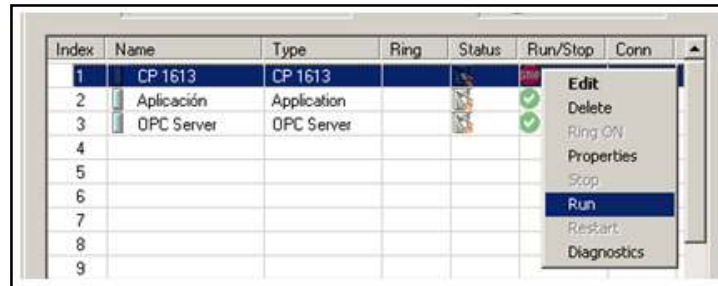 Index Name Type Ring Status Run/Stop Conn
1 CP 1613 CP 1613 STOP
2 Aplicación Application
3 OPC Server OPC Server
4
5
6
7
8
9
Edit
Delete
Ring ON
Properties
Stop
Run
Restart
Diagnostics